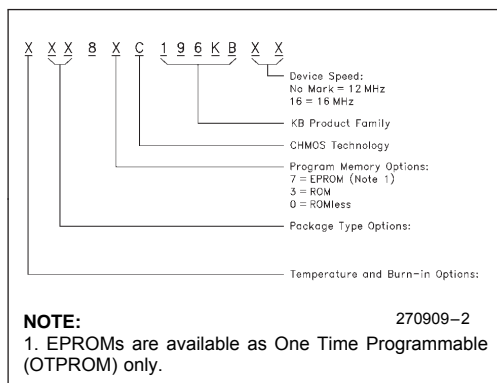 X XX 8 X C 196KB XX
Device Speed:
No Mark = 12 MHz
16 = 16 MHz
KB Product Family
CHMOS Technology
Program Memory Options:
7 = EPROM (Note 1)
3 = ROM
0 = ROMless
Package Type Options:
Temperature and Burn-in Options:
270909–2
NOTE:
1. EPROMs are available as One Time Programmable
(OTPROM) only.